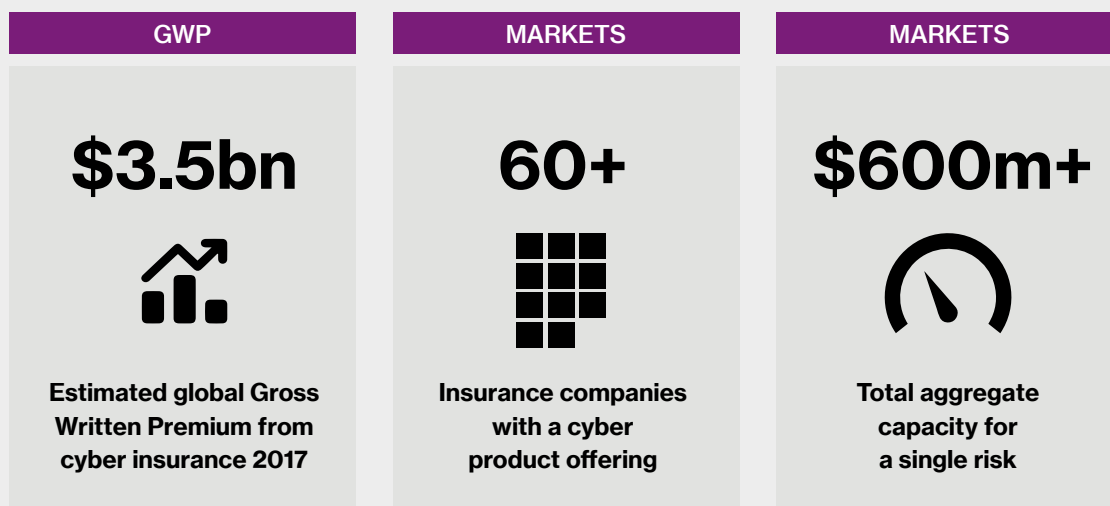 GWP
$3.5bn
Estimated global Gross
Written Premium from
cyber insurance 2017
MARKETS
60+
Insurance companies
with a cyber
product offering
MARKETS
$600m+
Total aggregate
capacity for
a single risk